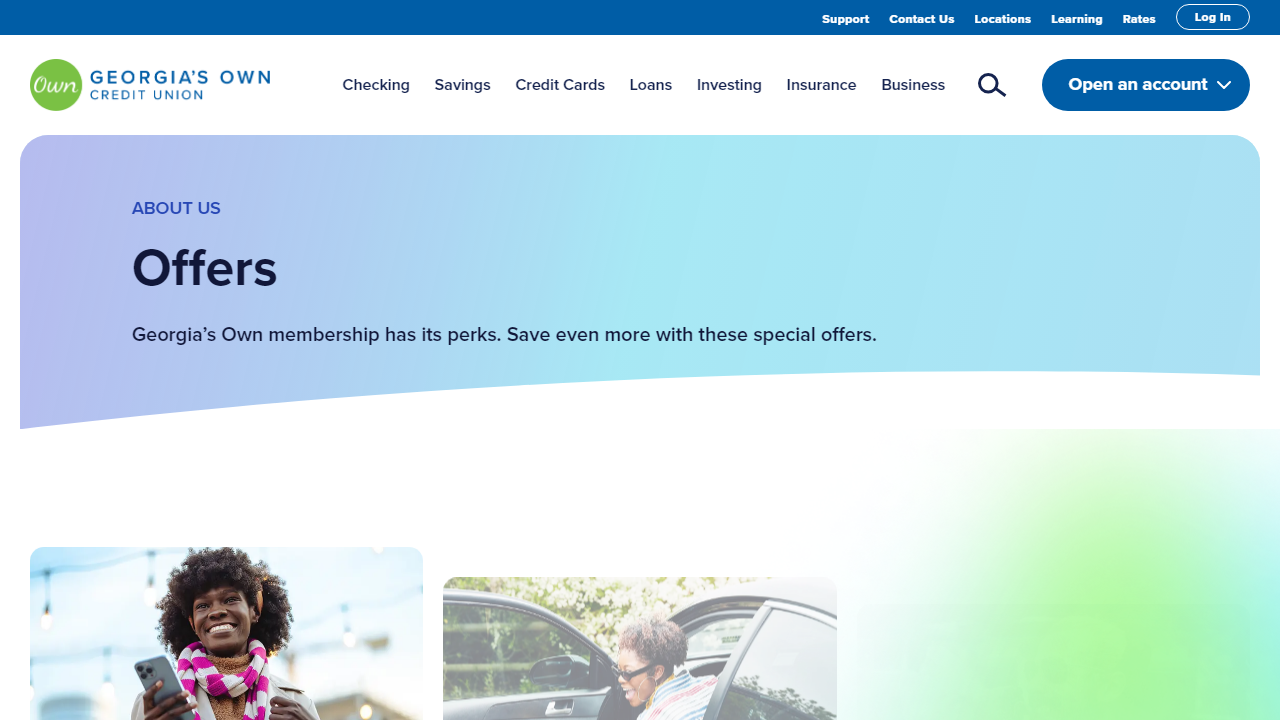 Support Contact Us Locations Learning Rates Log In
Own GEORGIA'S OWN
CREDIT UNION
Checking Savings Credit Cards Loans Investing Insurance Business Open an account
ABOUT US
Offers
Georgia’s Own membership has its perks. Save even more with these special offers.